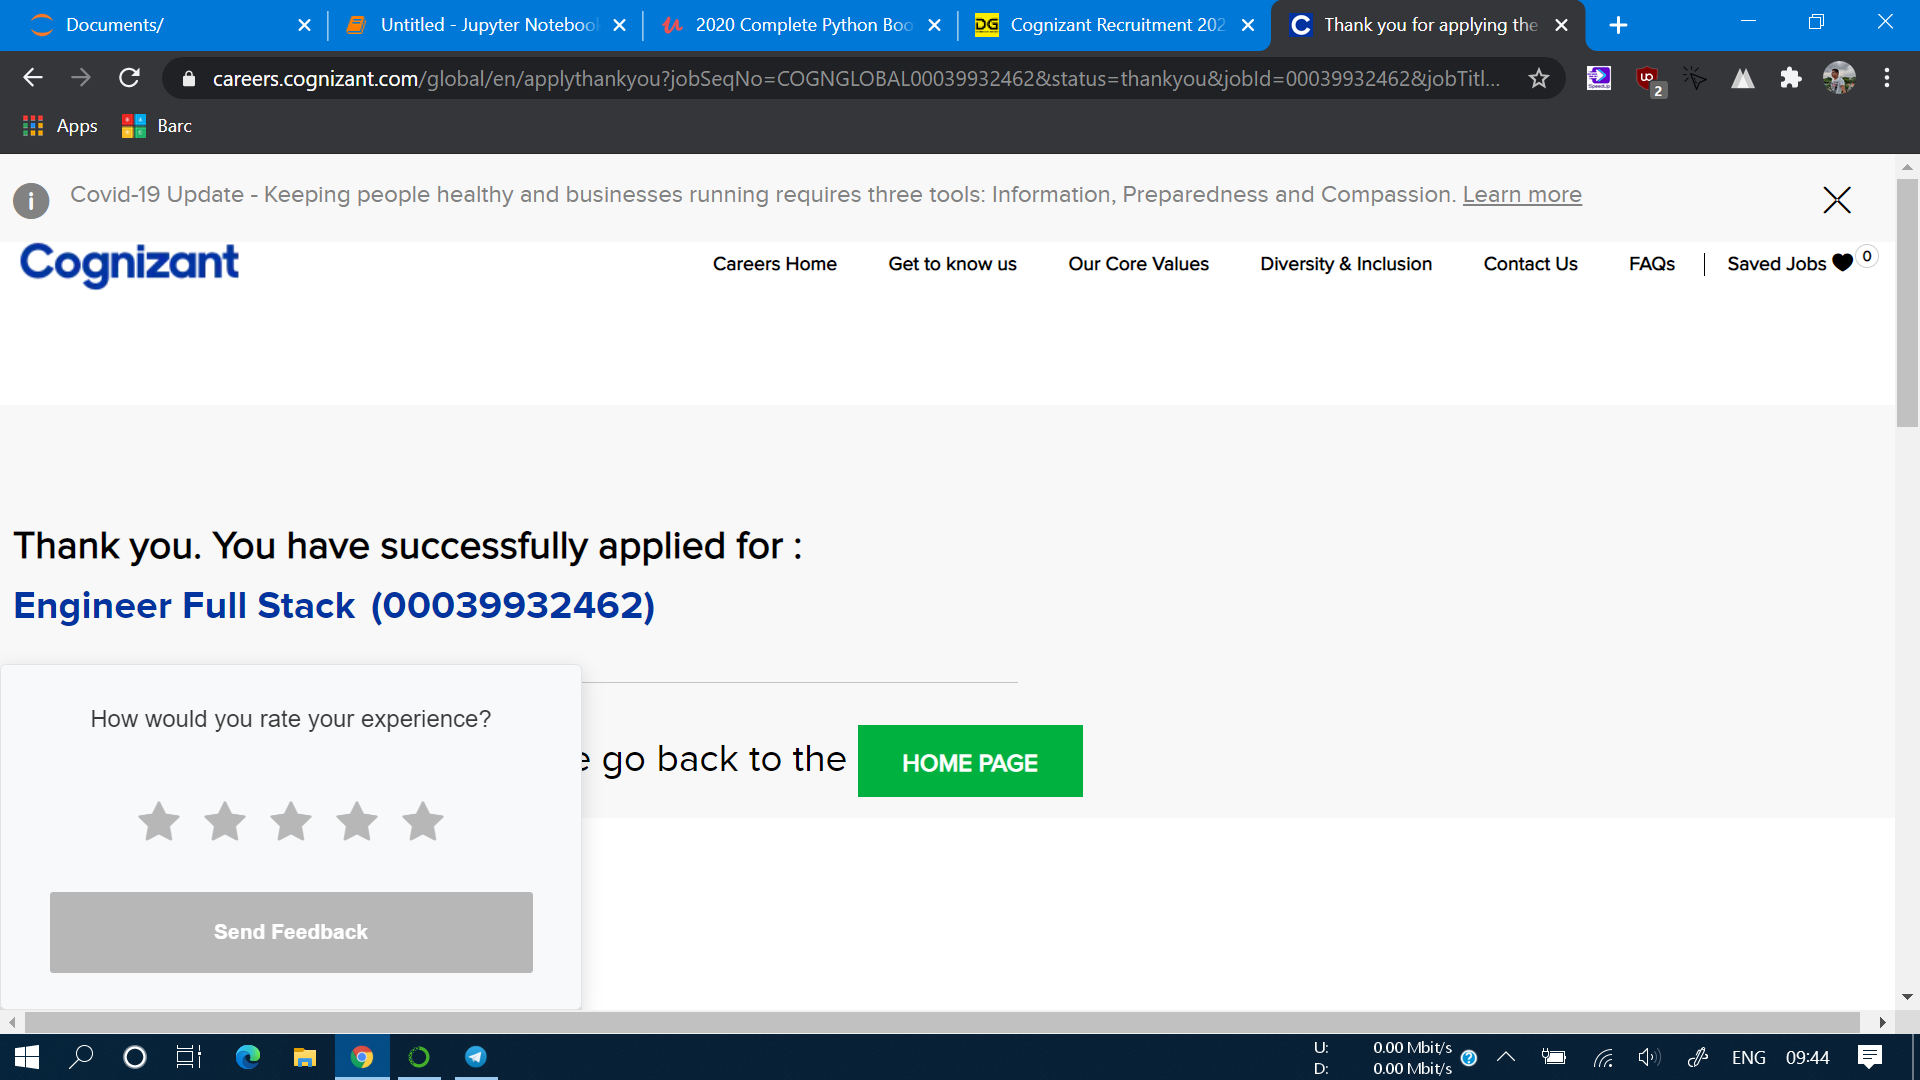 Documents/
Untitled - Jupyter Notebook
2020 Complete Python Boo
Cognizant Recruitment 202
Thank you for applying the
careers.cognizant.com/global/en/applythankyou?jobSeqNo=COGNGLOBAL00039932462&status=thankyou&jobId=00039932462&jobTitl...
2
Apps
Barc
Covid-19 Update - Keeping people healthy and businesses running requires three tools: Information, Preparedness and Compassion. Learn more
Cognizant
Careers Home
Get to know us
Our Core Values
Diversity & Inclusion
Contact Us
FAQs
Saved Jobs
0
Thank you. You have successfully applied for :
Engineer Full Stack (00039932462)
How would you rate your experience?
go back to the
HOME PAGE
Send Feedback
U: 0.00 Mbit/s
D: 0.00 Mbit/s
ENG
09:44